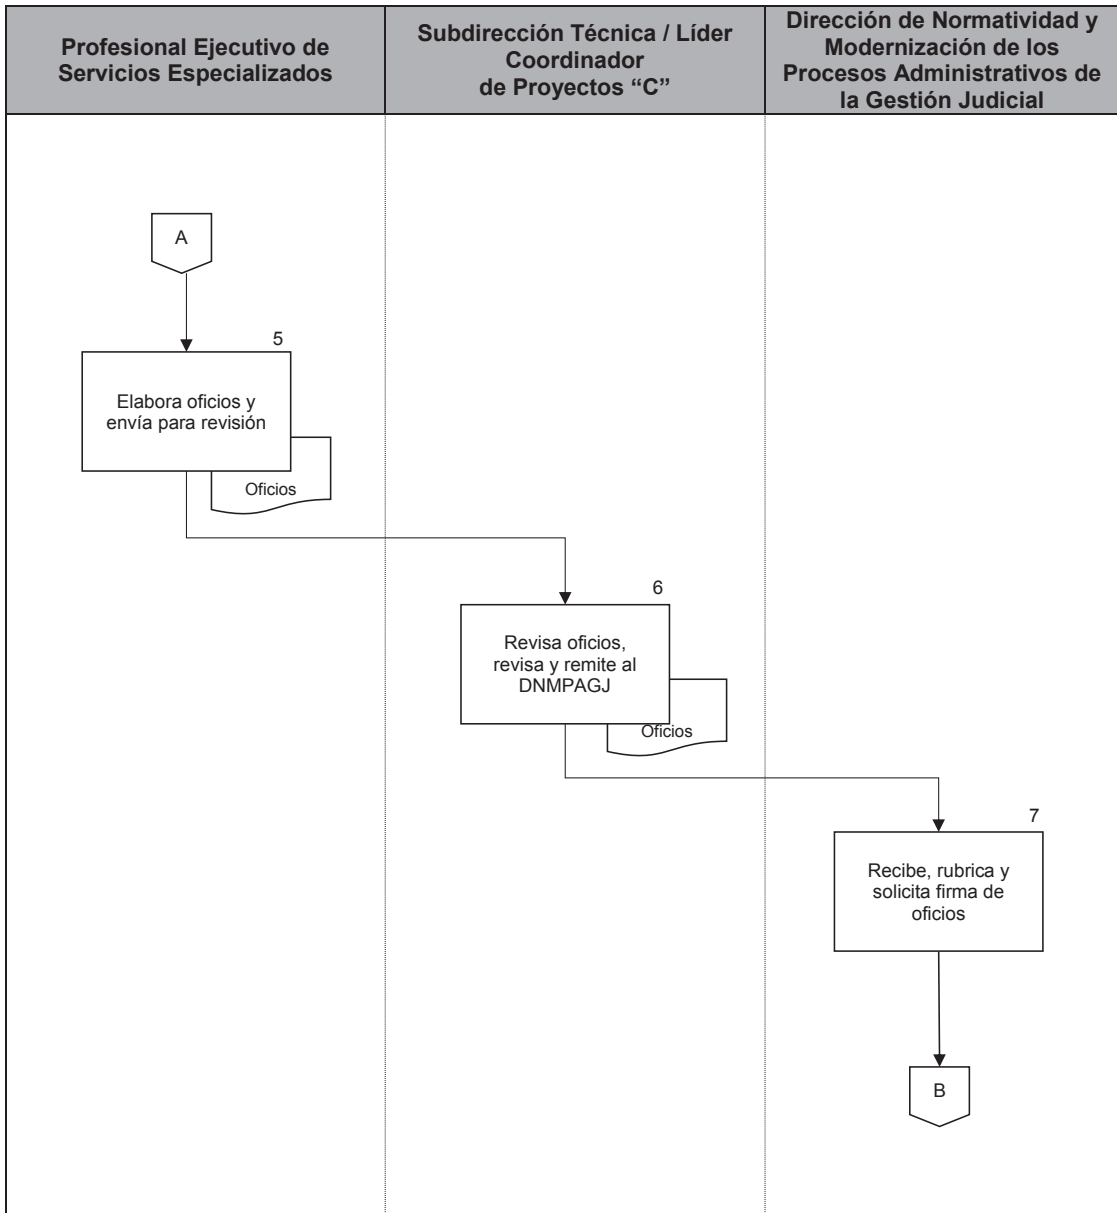 Profesional Ejecutivo de
Servicios Especializados
Subdirección Técnica / Líder
Coordinador
de Proyectos “C”
Dirección de Normatividad y
Modernización de los
Procesos Administrativos de
la Gestión Judicial
A
5
Elabora oficios y
envía para revisión
Oficios
6
Revisa oficios,
revisa y remite al
DNMPAGJ
Oficios
7
Recibe, rubrica y
solicita firma de
oficios
B